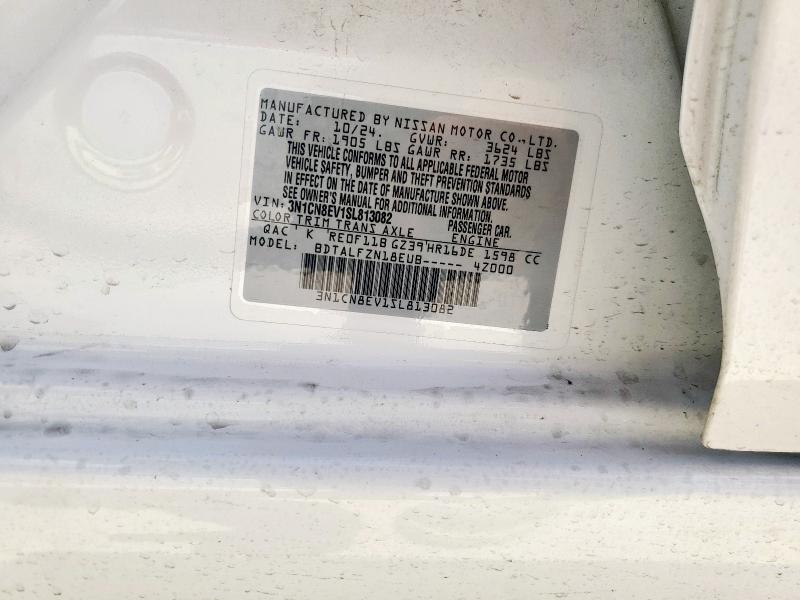 MANUFACTURED BY NISSAN MOTOR CO.,LTD.
DATE: 10/24. GVWR: 3624 LBS
GAWR FR: 1905 LBS GAWR RR: 1735 LBS
THIS VEHICLE CONFORMS TO ALL APPLICABLE FEDERAL MOTOR
VEHICLE SAFETY, BUMPER AND THEFT PREVENTION STANDARDS
IN EFFECT ON THE DATE OF MANUFACTURE SHOWN ABOVE.
SEE OWNER'S MANUAL FOR ADDITIONAL INFORMATION.
VIN: 3N1CN8EV1SL813082 PASSENGER CAR.
COLOR TRIM TRANS AXLE ENGINE
QAC K RE0F11B GZ39 HR16DE 1598 CC
MODEL: BDTALFZN18EUB----- 4Z000
3N1CN8EV1SL813082